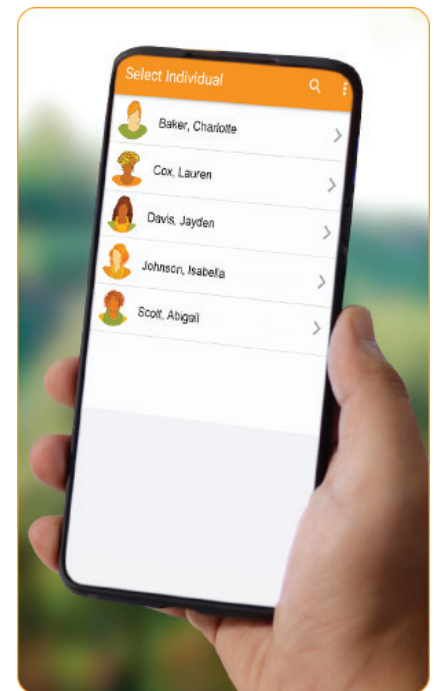 Select Individual
Baker, Charlotte
Cox, Lauren
Davis, Jayden
Johnson, Isabella
Scott, Abigail